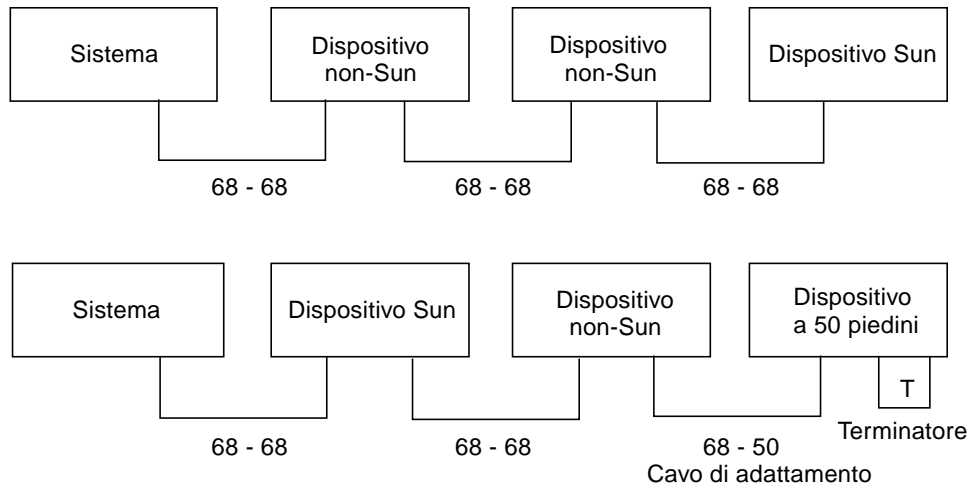 Sistema
Dispositivo
non-Sun
Dispositivo
non-Sun
Dispositivo Sun
68 - 68
68 - 68
68 - 68
Sistema
Dispositivo Sun
Dispositivo
non-Sun
Dispositivo
a 50 piedini
T
Terminatore
68 - 68
68 - 68
68 - 50
Cavo di adattamento